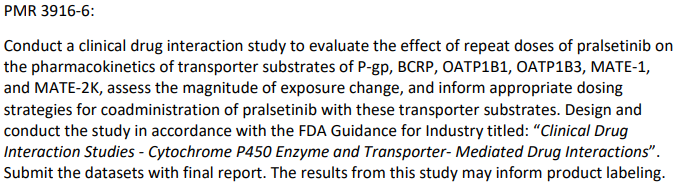 PMR 3916-6:
Conduct a clinical drug interaction study to evaluate the effect of repeat doses of pralsetinib on
the pharmacokinetics of transporter substrates of P-gp, BCRP, OATP1B1, OATP1B3, MATE-1,
and MATE-2K, assess the magnitude of exposure change, and inform appropriate dosing
strategies for coadministration of pralsetinib with these transporter substrates. Design and
conduct the study in accordance with the FDA Guidance for Industry titled: “Clinical Drug
Interaction Studies - Cytochrome P450 Enzyme and Transporter- Mediated Drug Interactions”.
Submit the datasets with final report. The results from this study may inform product labeling.